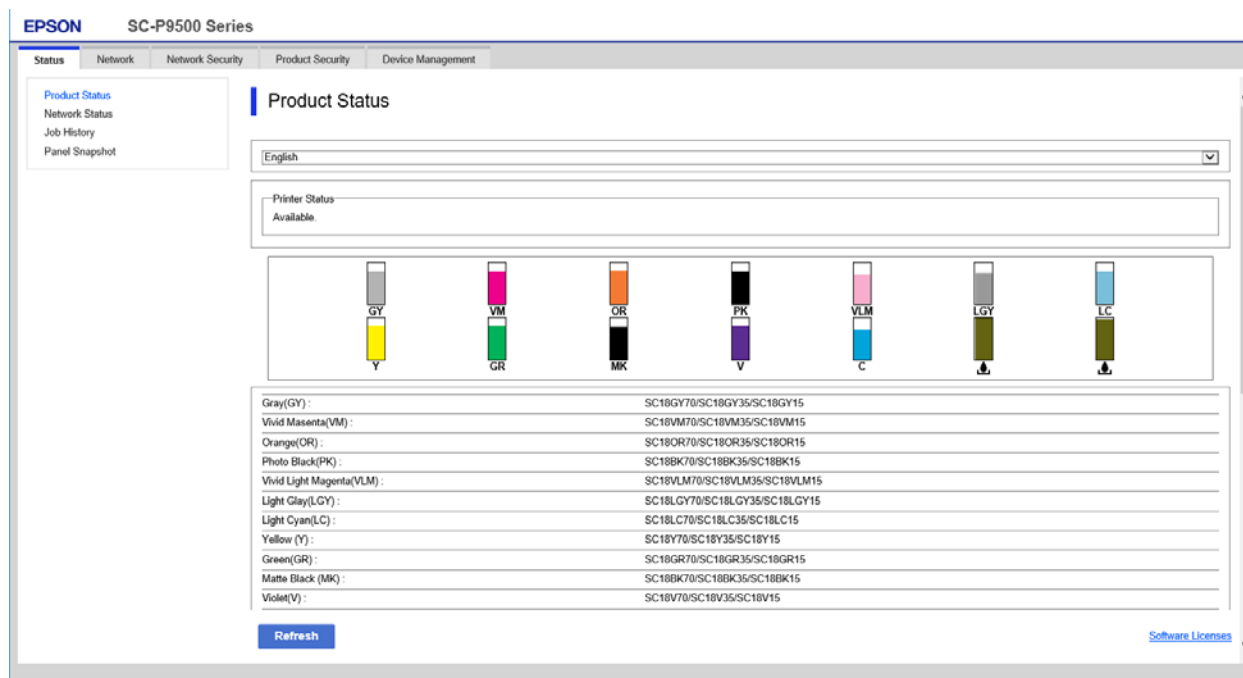 EPSON SC-P9500 Series
Status Network Network Security Product Security Device Management
Product Status
Network Status
Job History
Panel Snapshot
Product Status
English
Printer Status
Available.
GY VM OR PK VLM LGY LC
Y GR MK V C
Gray(GY) : SC18GY70/SC18GY35/SC18GY15
Vivid Masenta(VM) : SC18VM70/SC18VM35/SC18VM15
Orange(OR) : SC18OR70/SC18OR35/SC18OR15
Photo Black(PK) : SC18BK70/SC18BK35/SC18BK15
Vivid Light Magenta(VLM) : SC18VLM70/SC18VLM35/SC18VLM15
Light Glay(LGY) : SC18LGY70/SC18LGY35/SC18LGY15
Light Cyan(LC) : SC18LC70/SC18LC35/SC18LC15
Yellow (Y) : SC18Y70/SC18Y35/SC18Y15
Green(GR) : SC18GR70/SC18GR35/SC18GR15
Matte Black (MK) : SC18BK70/SC18BK35/SC18BK15
Violet(V) : SC18V70/SC18V35/SC18V15
Refresh
Software Licenses